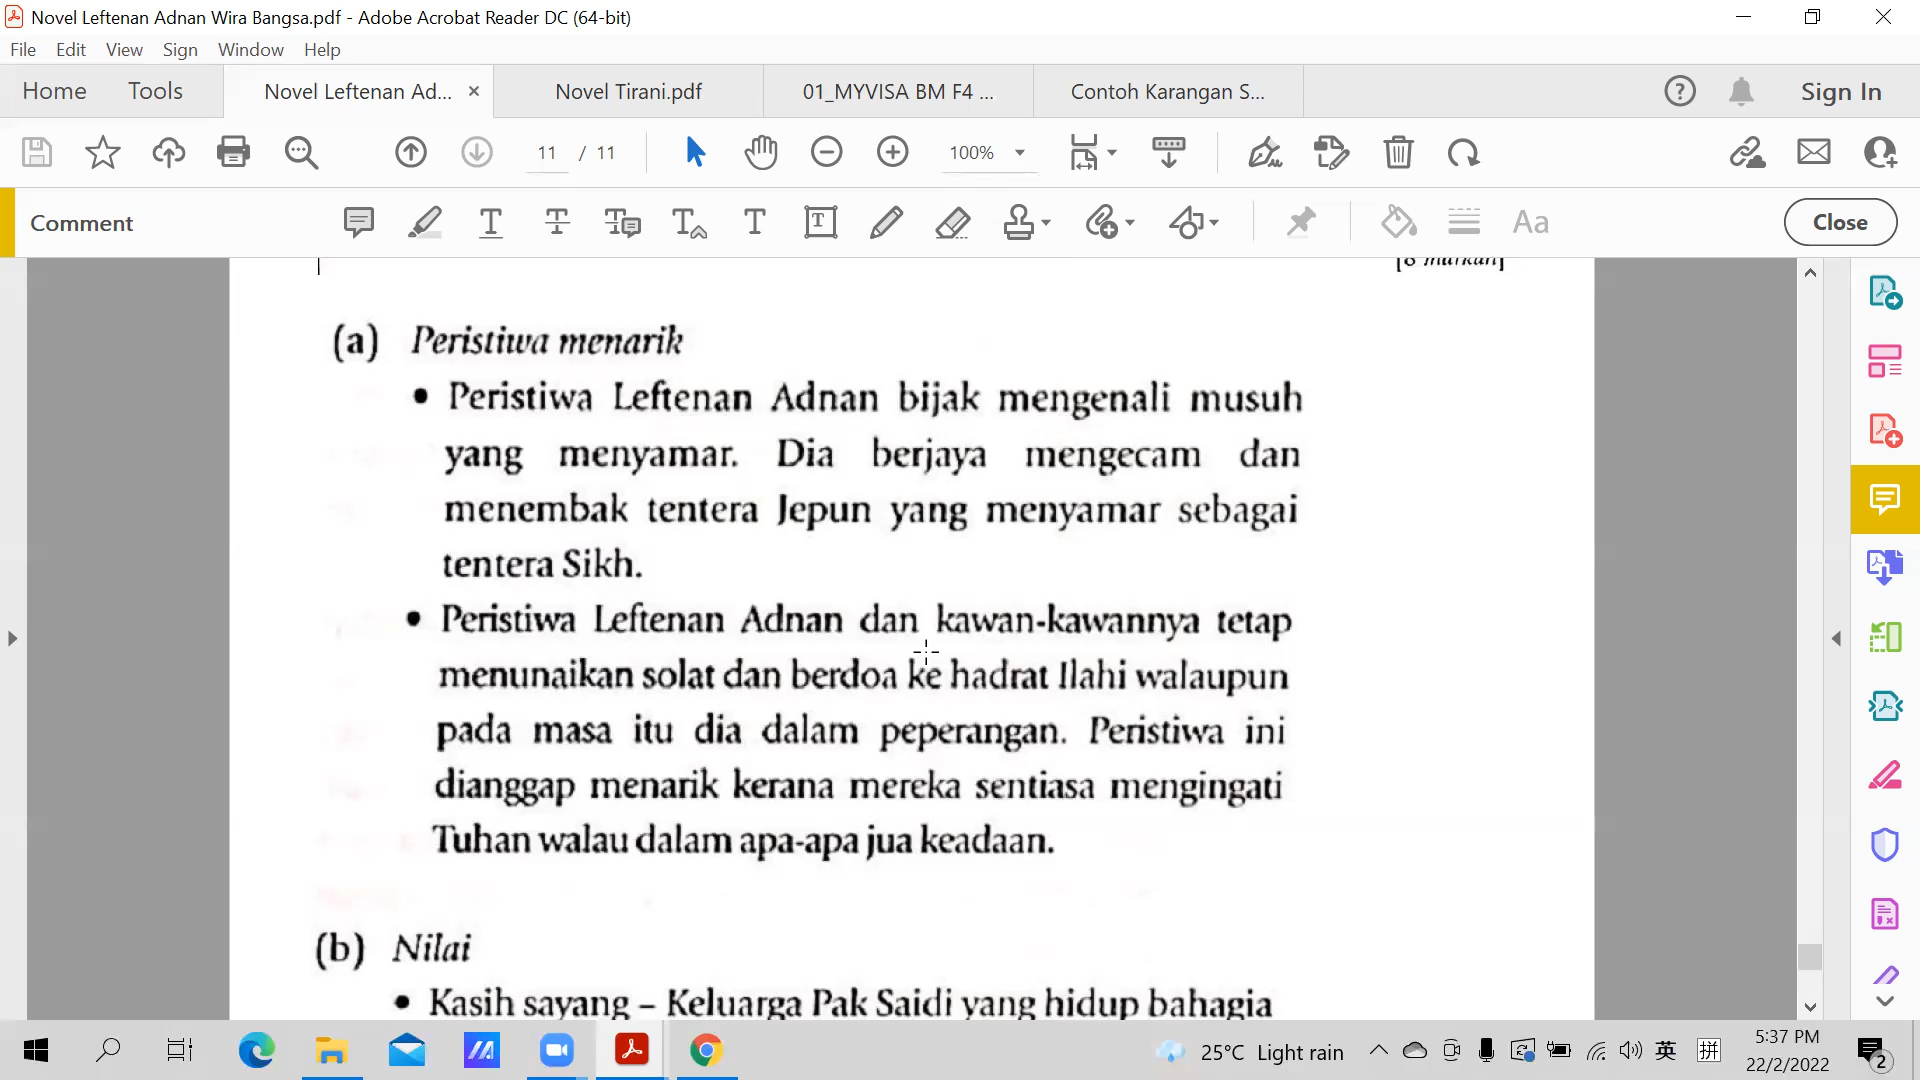 Novel Leftenan Adnan Wira Bangsa.pdf - Adobe Acrobat Reader DC (64-bit)
File Edit View Sign Window Help
Home Tools Novel Leftenan Ad... × Novel Tirani.pdf 01_MYVISA BM F4 ... Contoh Karangan S... Sign In
11 / 11 100%
Comment Aa Close
[8 markah]
(a) Peristiwa menarik
• Peristiwa Leftenan Adnan bijak mengenali musuh
yang menyamar. Dia berjaya mengecam dan
menembak tentera Jepun yang menyamar sebagai
tentera Sikh.
• Peristiwa Leftenan Adnan dan kawan-kawannya tetap
menunaikan solat dan berdoa ke hadrat Ilahi walaupun
pada masa itu dia dalam peperangan. Peristiwa ini
dianggap menarik kerana mereka sentiasa mengingati
Tuhan walau dalam apa-apa jua keadaan.
(b) Nilai
• Kasih sayang – Keluarga Pak Saidi yang hidup bahagia
25°C Light rain 英 拼 5:37 PM
22/2/2022 2